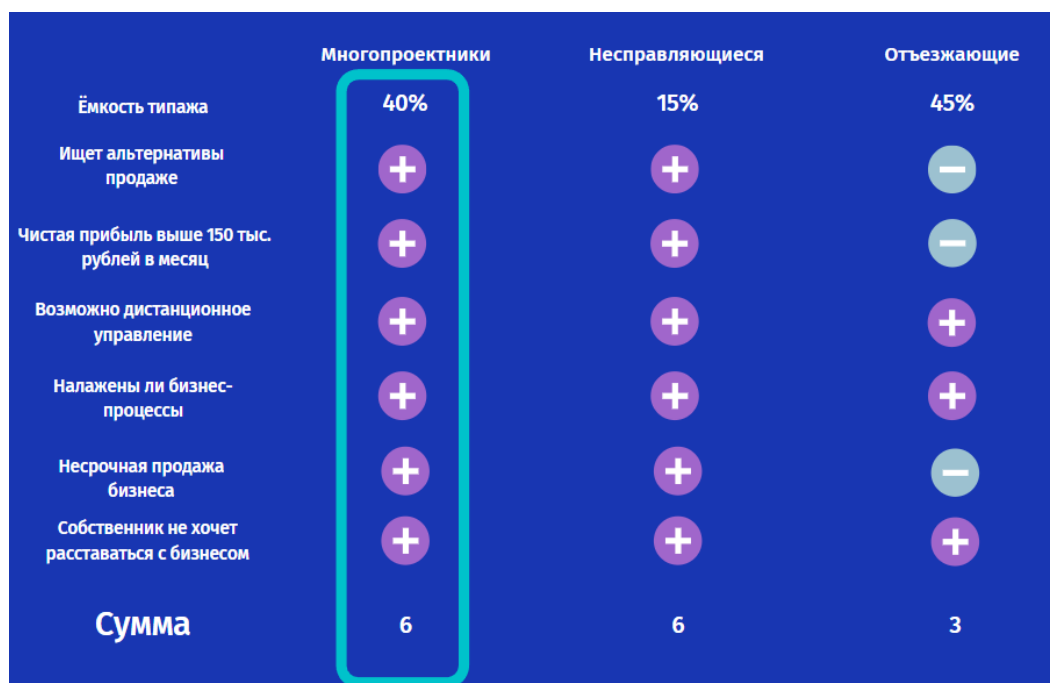 Многопроектники Несправляющиеся Отъезжающие
Ёмкость типажа 40% 15% 45%
Ищет альтернативы
продаже + + −
Чистая прибыль выше 150 тыс.
рублей в месяц + + −
Возможно дистанционное
управление + + +
Налажены ли бизнес-
процессы + + +
Несрочная продажа
бизнеса + + −
Собственник не хочет
расставаться с бизнесом + + +
Сумма 6 6 3